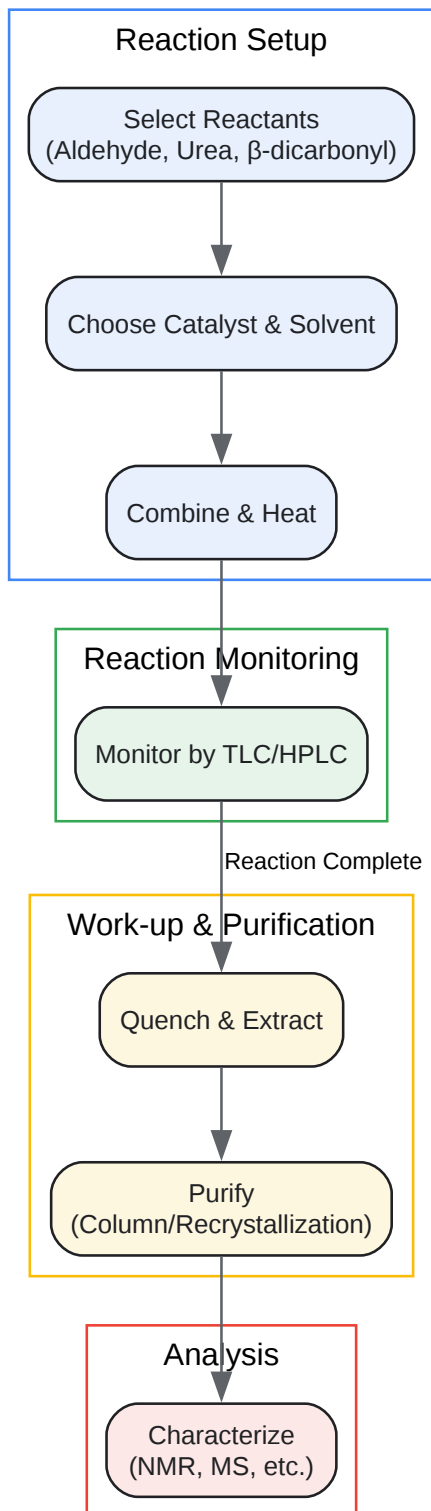 Reaction Setup
Select Reactants
(Aldehyde, Urea, β-dicarbonyl)
Choose Catalyst & Solvent
Combine & Heat
Reaction Monitoring
Monitor by TLC/HPLC
Reaction Complete
Work-up & Purification
Quench & Extract
Purify
(Column/Recrystallization)
Analysis
Characterize
(NMR, MS, etc.)